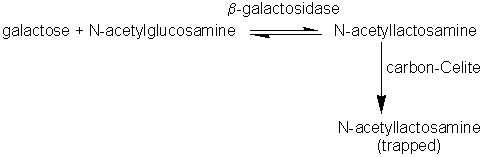 β-galactosidase
galactose + N-acetylglucosamine N-acetyllactosamine
carbon-Celite
N-acetyllactosamine
(trapped)